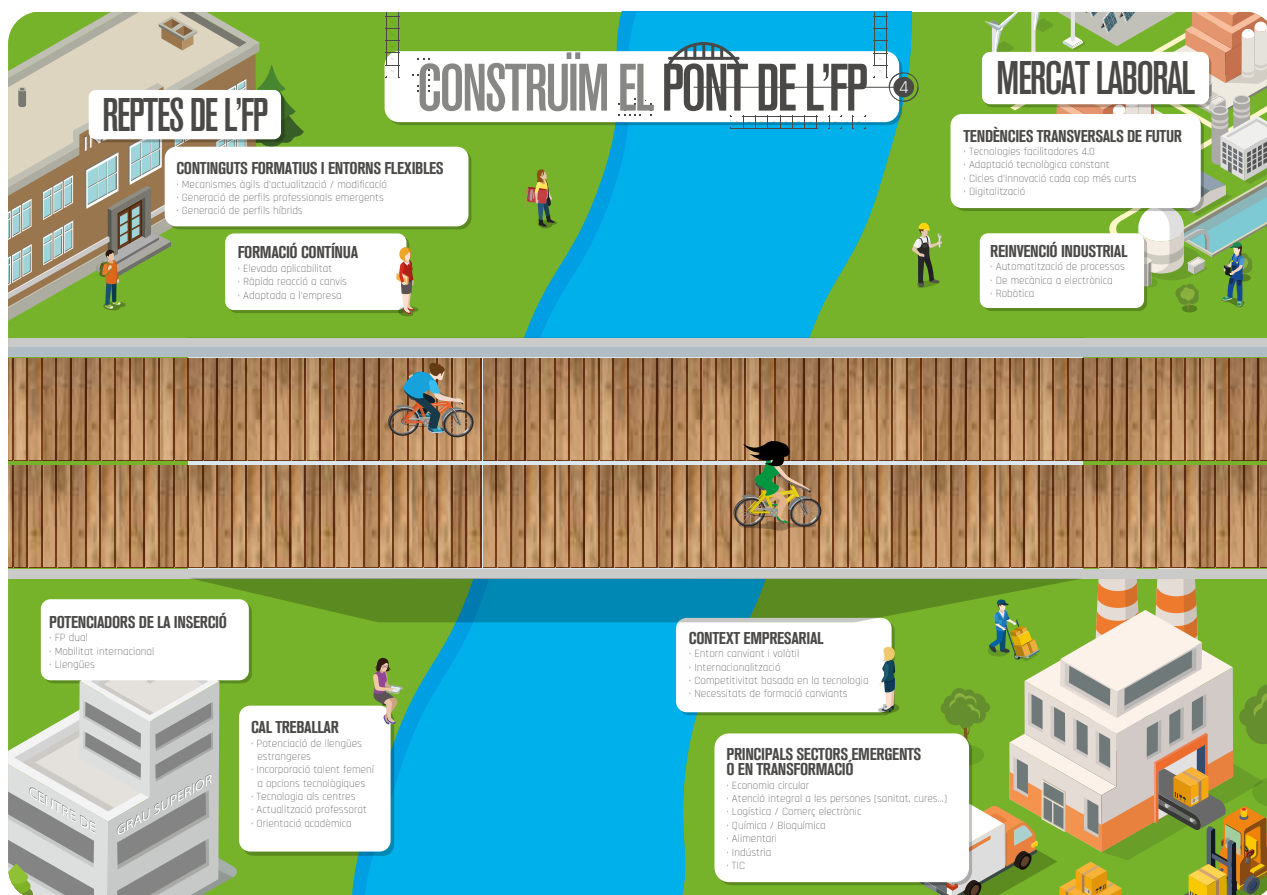 CONSTRUÏM EL PONT DE L'FP
4
REPTES DE L'FP
CONTINGUTS FORMATIUS I ENTORNS FLEXIBLES
· Mecanismes àgils d'actualització / modificació
· Generació de perfils professionals emergents
· Generació de perfils híbrids
FORMACIÓ CONTÍNUA
· Elevada aplicabilitat
· Ràpida reacció a canvis
· Adaptada a l'empresa
MERCAT LABORAL
TENDÈNCIES TRANSVERSALS DE FUTUR
· Tecnologies facilitadores 4.0
· Adaptació tecnològica constant
· Cicles d'innovació cada cop més curts
· Digitalització
REINVENCIÓ INDUSTRIAL
· Automatització de processos
· De mecànica a electrònica
· Robòtica
POTENCIADORS DE LA INSERCIÓ
· FP dual
· Mobilitat internacional
· Llengües
CAL TREBALLAR
· Potenciació de llengües
estrangeres
· Incorporació talent femení
a opcions tecnològiques
· Tecnologia als centres
· Actualització professorat
· Orientació acadèmica
CENTRE DE GRAU SUPERIOR
CONTEXT EMPRESARIAL
· Entorn canviant i volàtil
· Internacionalització
· Competitivitat basada en la tecnologia
· Necessitats de formació canviants
PRINCIPALS SECTORS EMERGENTS
O EN TRANSFORMACIÓ
· Economia circular
· Atenció integral a les persones (sanitat, cures...)
· Logística / Comerç electrònic
· Química / Bioquímica
· Alimentari
· Indústria
· TIC